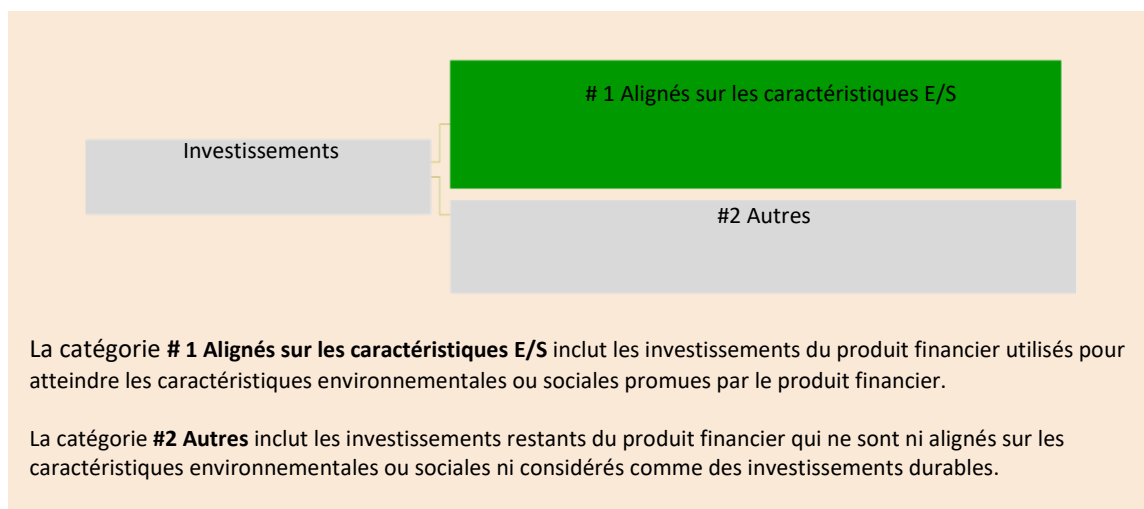 # 1 Alignés sur les caractéristiques E/S
Investissements
#2 Autres
La catégorie # 1 Alignés sur les caractéristiques E/S inclut les investissements du produit financier utilisés pour
atteindre les caractéristiques environnementales ou sociales promues par le produit financier.
La catégorie #2 Autres inclut les investissements restants du produit financier qui ne sont ni alignés sur les
caractéristiques environnementales ou sociales ni considérés comme des investissements durables.